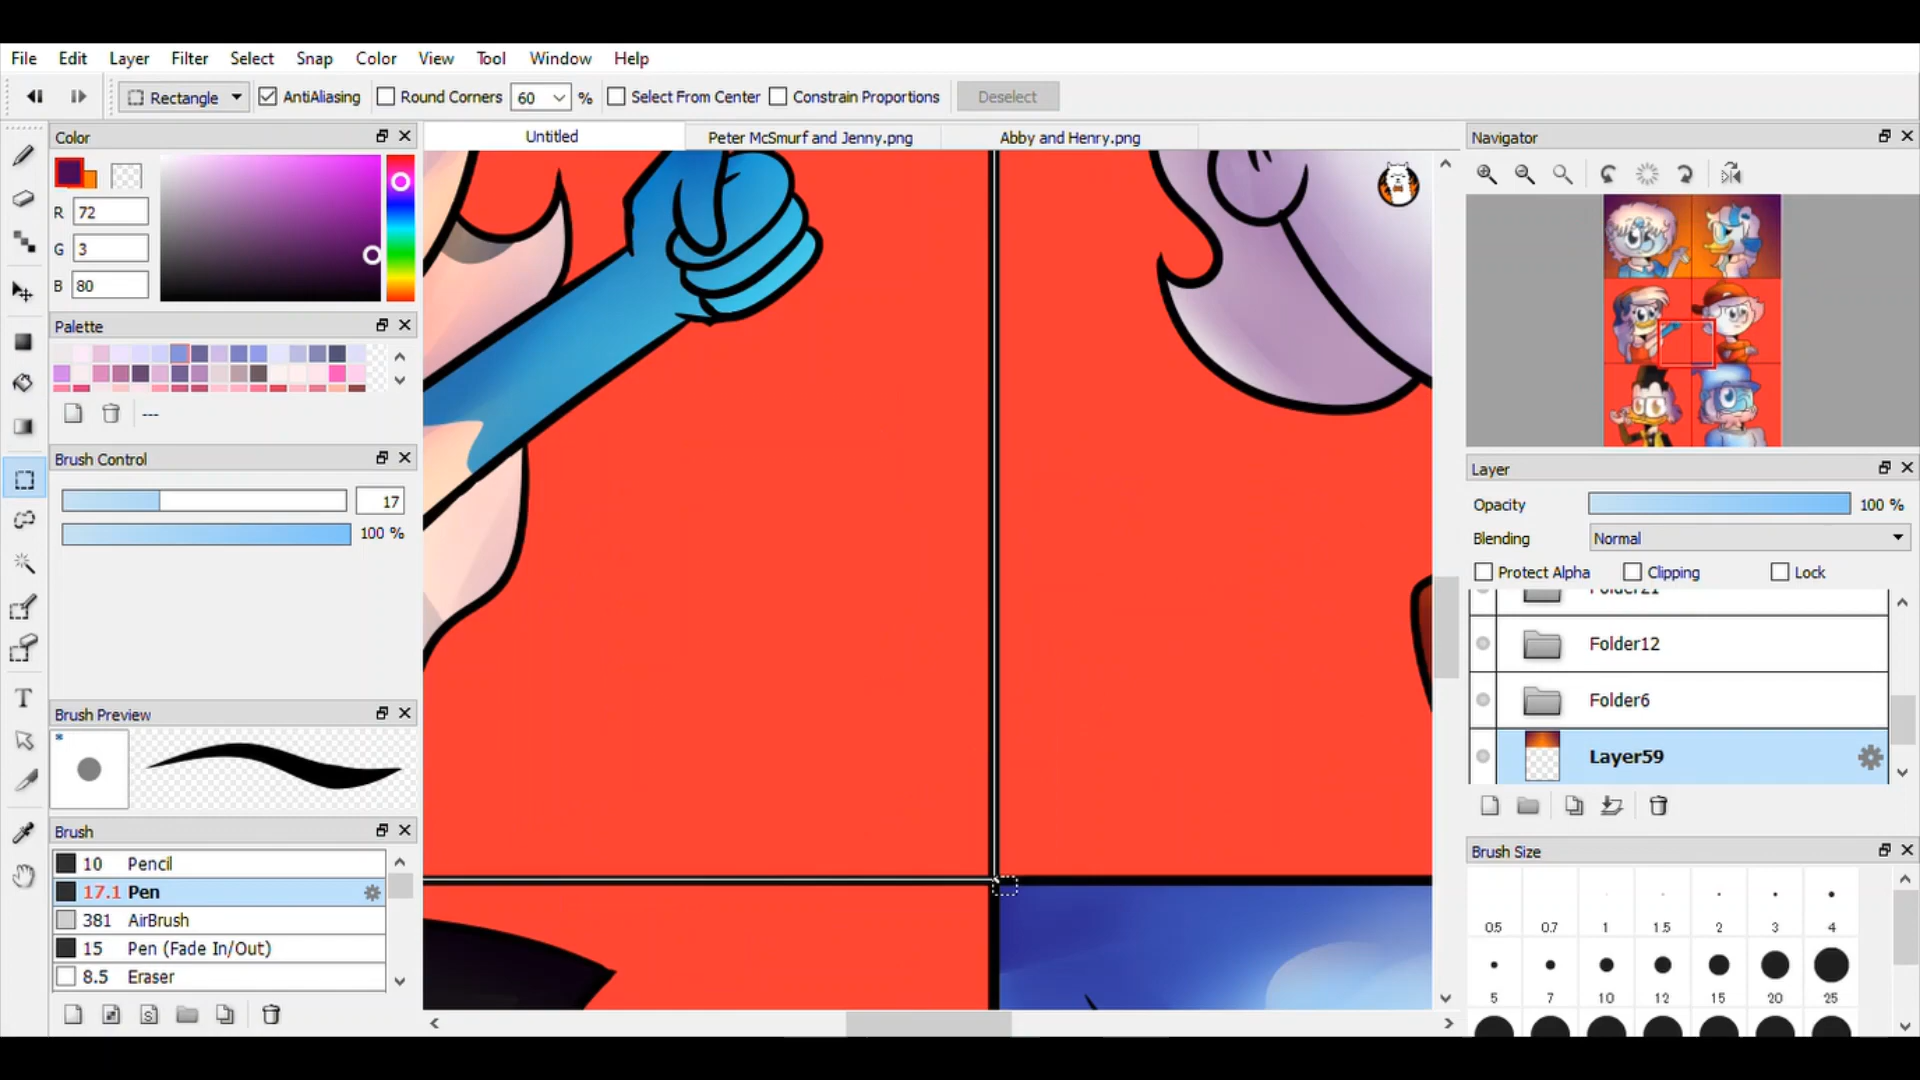 File Edit Layer Filter Select Snap Color View Tool Window Help
Rectangle AntiAliasing Round Corners 60 % Select From Center Constrain Proportions Deselect
Color
Untitled
Peter McSmurf and Jenny.png
Abby and Henry.png
Navigator
R 72
G 3
B 80
Palette
---
Brush Control
17
100 %
Layer
Opacity 100 %
Blending Normal
Protect Alpha Clipping Lock
Folder21
Folder12
Folder6
Layer59
Brush Preview
*
Brush
10 Pencil
17.1 Pen
381 AirBrush
15 Pen (Fade In/Out)
8.5 Eraser
S
T
Brush Size
0.5 0.7 1 1.5 2 3 4
5 7 10 12 15 20 25